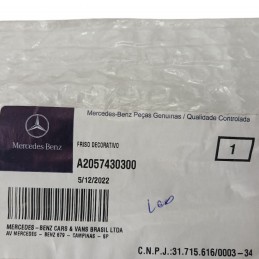 Mercedes-Benz Peças Genuínas / Qualidade Controlada
Mercedes-Benz
FRISO DECORATIVO
A2057430300
1
5/12/2022
MERCEDES-BENZ CARS & VANS BRASIL LTDA
AV MERCEDES - BENZ 679 - CAMPINAS - SP
C.N.P.J.:31.715.616/0003-34